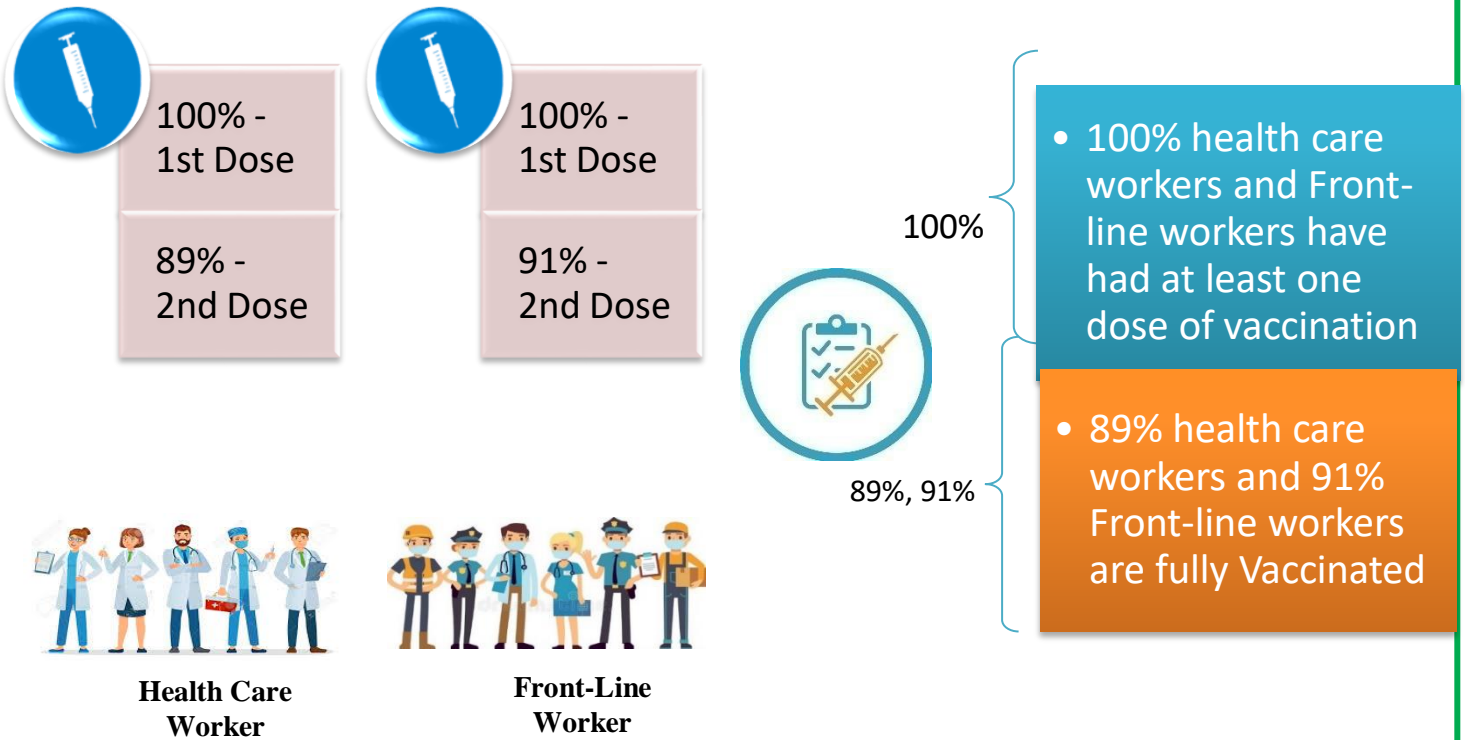 100% -
1st Dose
89% -
2nd Dose
Health Care
Worker
100% -
1st Dose
91% -
2nd Dose
Front-Line
Worker
100%
89%, 91%
• 100% health care
workers and Front-
line workers have
had at least one
dose of vaccination
• 89% health care
workers and 91%
Front-line workers
are fully Vaccinated